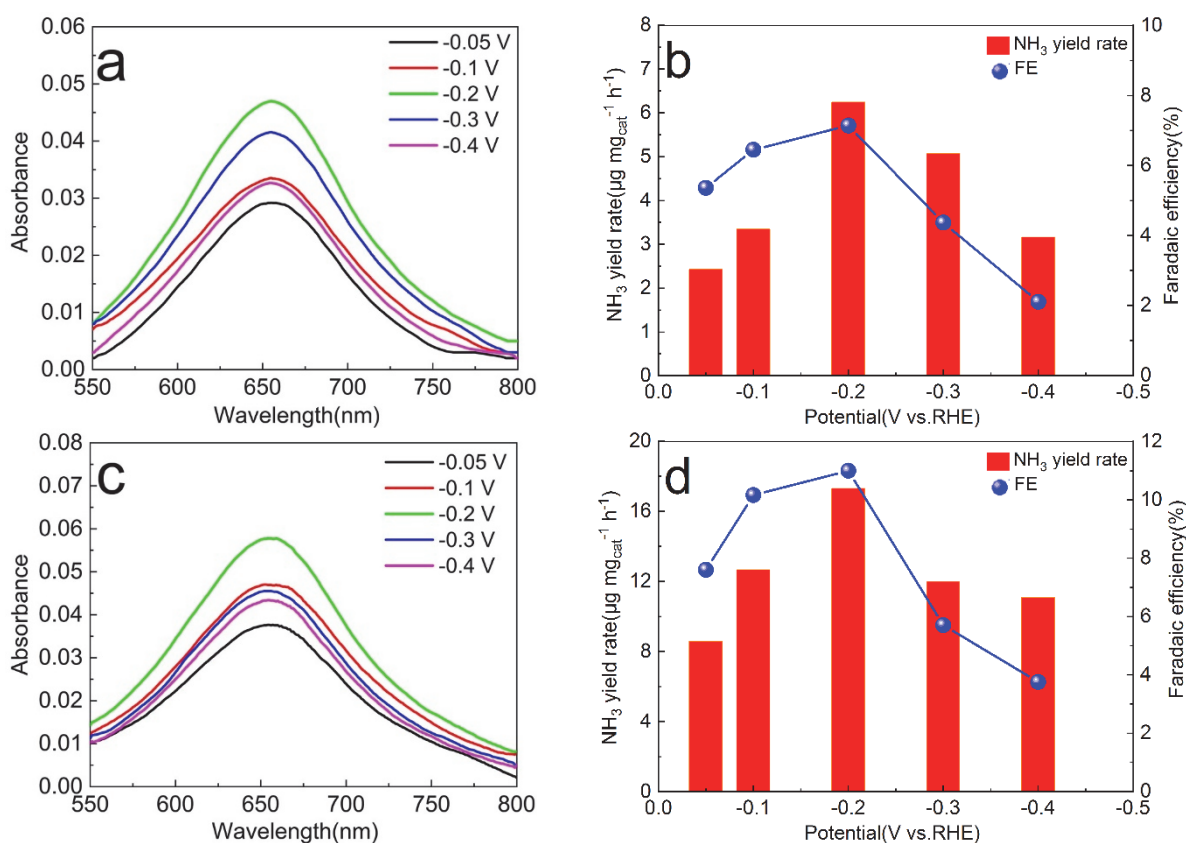 a
0.06
0.05
0.04
0.03
0.02
0.01
0.00
Absorbance
550 600 650 700 750 800
Wavelength(nm)
-0.05 V
-0.1 V
-0.2 V
-0.3 V
-0.4 V
b
8
7
6
5
4
3
2
1
0
NH₃ yield rate(μg mg_cat⁻¹ h⁻¹)
0.0 -0.1 -0.2 -0.3 -0.4 -0.5
Potential(V vs.RHE)
10
8
6
4
2
0
Faradaic efficiency(%)
NH₃ yield rate
FE
c
0.08
0.07
0.06
0.05
0.04
0.03
0.02
0.01
0.00
Absorbance
550 600 650 700 750 800
Wavelength(nm)
-0.05 V
-0.1 V
-0.2 V
-0.3 V
-0.4 V
d
20
16
12
8
4
0
NH₃ yield rate(μg mg_cat⁻¹ h⁻¹)
0.0 -0.1 -0.2 -0.3 -0.4 -0.5
Potential(V vs.RHE)
12
10
8
6
4
2
0
Faradaic efficiency(%)
NH₃ yield rate
FE